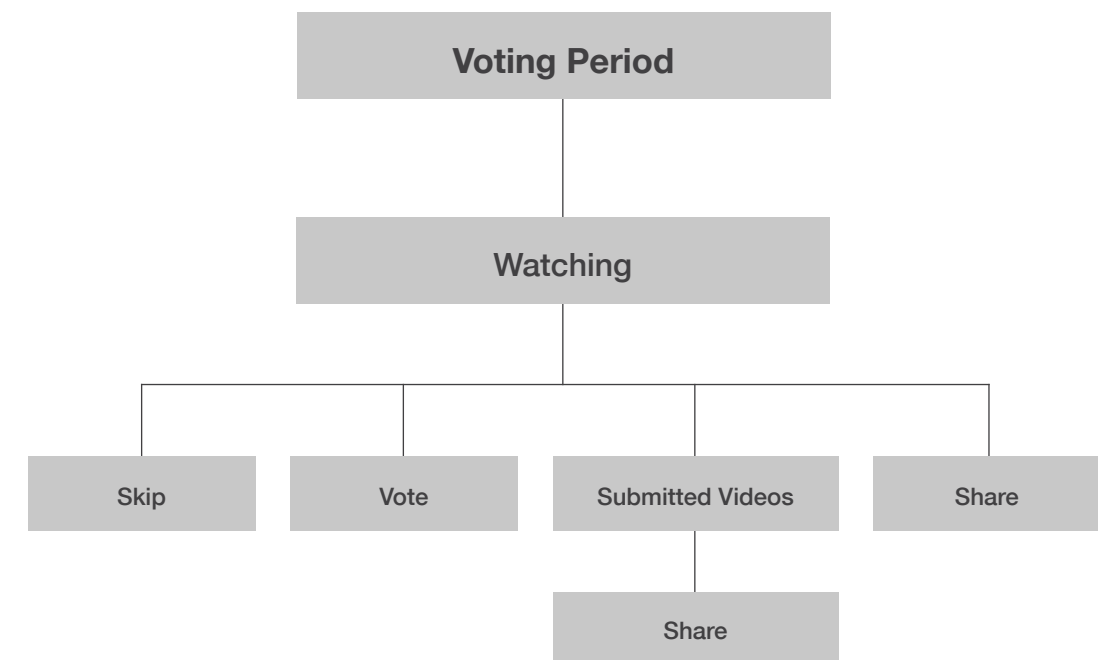 Voting Period
Watching
Skip
Vote
Submitted Videos
Share
Share